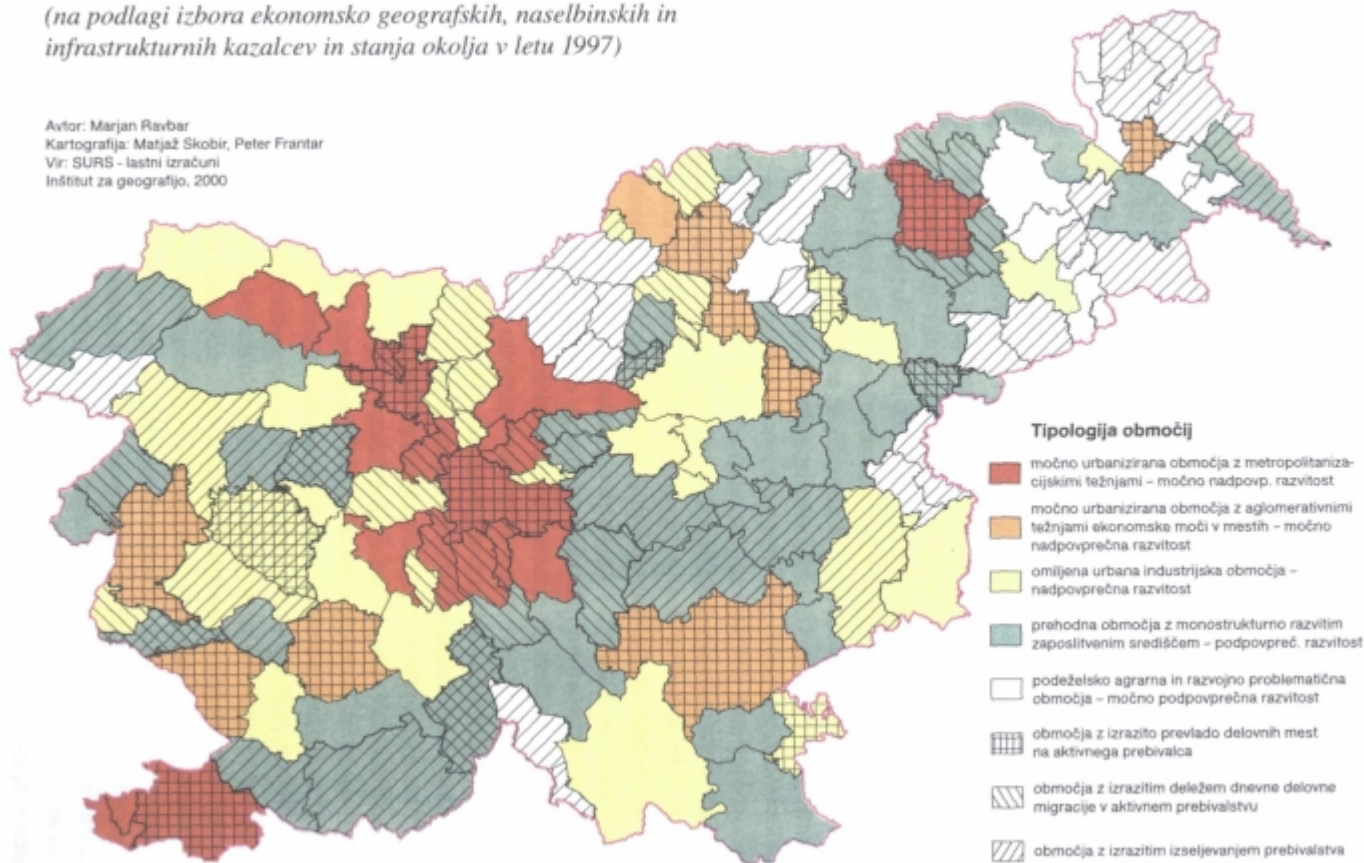 (na podlagi izbora ekonomsko geografskih, naselbinskih in
infrastrukturnih kazalcev in stanja okolja v letu 1997)
Avtor: Marjan Ravbar
Kartografija: Matjaž Skobir, Peter Frantar
Vir: SURS - lastni izračuni
Inštitut za geografijo, 2000
Tipologija območij
močno urbanizirana območja z metropolitaniza-
cijskimi težnjami – močno nadpovp. razvitost
močno urbanizirana območja z aglomerativnimi
težnjami ekonomske moči v mestih – močno
nadpovprečna razvitost
omiljena urbana industrijska območja –
nadpovprečna razvitost
prehodna območja z monostrukturno razvitim
zaposlitvenim središčem – podpovpreč. razvitost
podeželsko agrarna in razvojno problematična
območja – močno podpovprečna razvitost
območja z izrazito prevlado delovnih mest
na aktivnega prebivalca
območja z izrazitim deležem dnevne delovne
migracije v aktivnem prebivalstvu
območja z izrazitim izseljevanjem prebivalstva